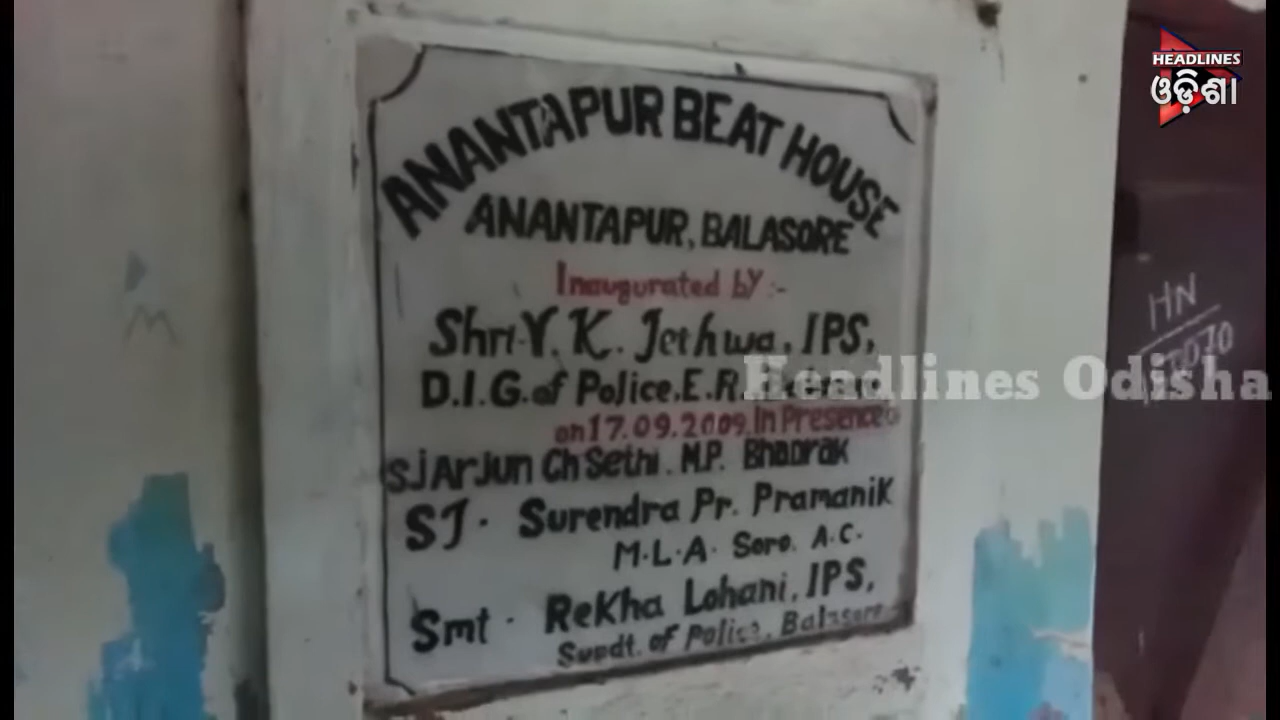 HEADLINES
ଓଡ଼ିଶା
ANANTAPUR BEAT HOUSE
ANANTAPUR, BALASORE
Inaugurated by:-
Shri V. K. Jethwa, IPS,
D.I.G. of Police, E.R.
on 17.09.2009 In Presence
SJ Arjun Ch Sethi. M.P. Bhadrak
SJ. Surendra Pr. Pramanik
M.L.A. Soro. A.C.
Smt. Rekha Lohani, IPS,
Supdt. of Police, Balasore
Headlines Odisha
HN